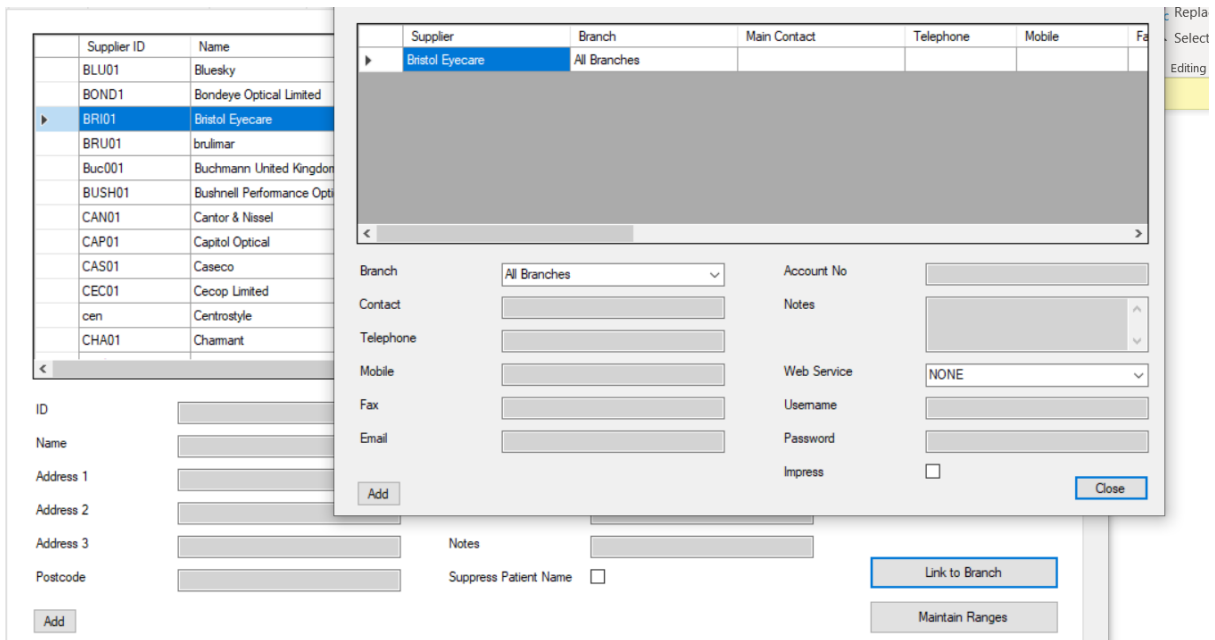 Supplier ID Name
BLU01 Bluesky
BOND1 Bondeye Optical Limited
BRI01 Bristol Eyecare
BRU01 brulimar
Buc001 Buchmann United Kingdom
BUSH01 Bushnell Performance Opti
CAN01 Cantor & Nissel
CAP01 Capitol Optical
CAS01 Caseco
CEC01 Cecop Limited
cen Centrostyle
CHA01 Charmant
ID
Name
Address 1
Address 2
Address 3
Postcode
Add
Notes
Suppress Patient Name
Link to Branch
Maintain Ranges
Supplier Branch Main Contact Telephone Mobile Fa
Bristol Eyecare All Branches
Branch All Branches
Contact
Telephone
Mobile
Fax
Email
Add
Account No
Notes
Web Service NONE
Username
Password
Impress
Close
Repla
Select
Editing